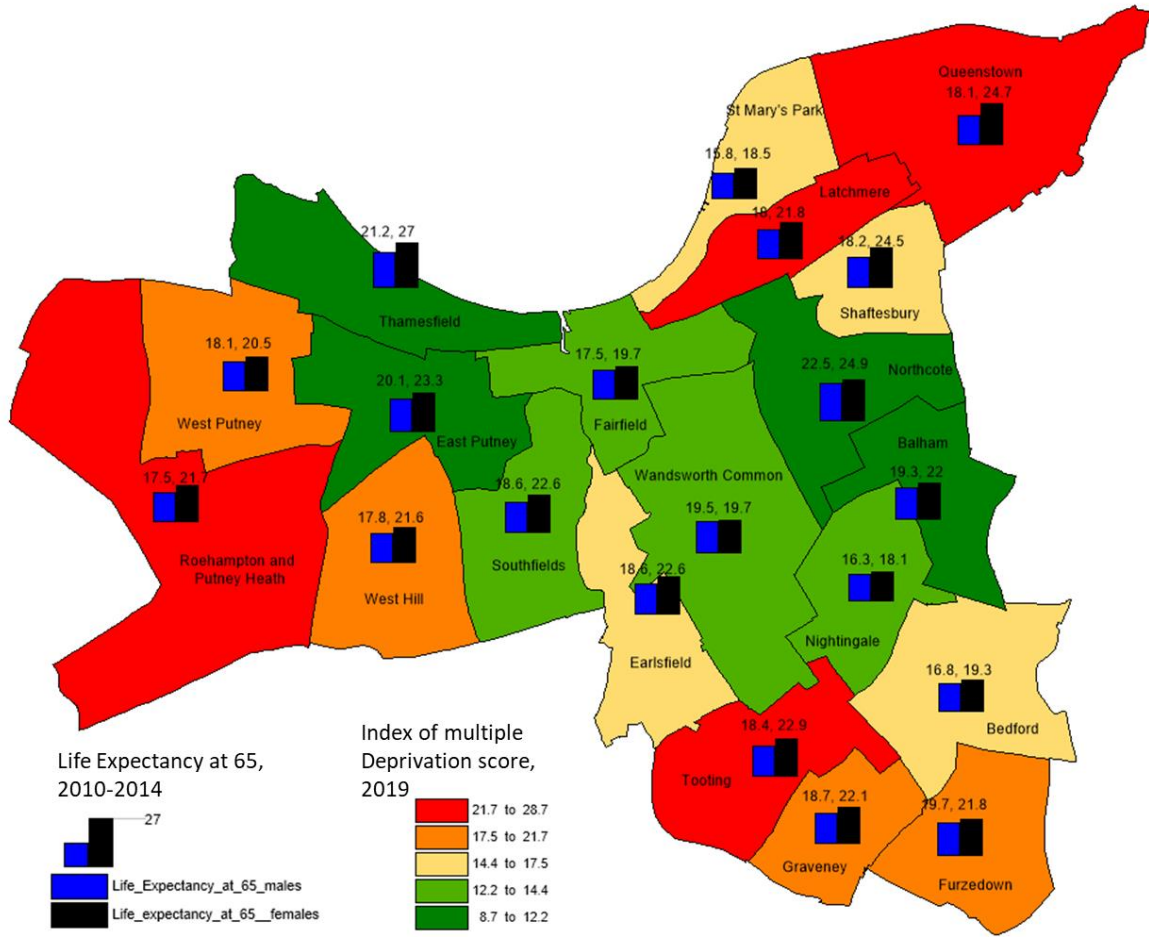 Queenstown
18.1, 24.7
St Mary's Park
15.8, 18.5
Latchmere
18, 21.8
18.2, 24.5
Shaftesbury
21.2, 27
Thamesfield
18.1, 20.5
West Putney
20.1, 23.3
East Putney
17.5, 19.7
Fairfield
22.5, 24.9
Northcote
Balham
19.3, 22
Wandsworth Common
19.5, 19.7
17.5, 21.7
Roehampton and
Putney Heath
17.8, 21.6
West Hill
18.6, 22.6
Southfields
18.6, 22.6
Earlsfield
16.3, 18.1
Nightingale
16.8, 19.3
Bedford
18.4, 22.9
Tooting
18.7, 22.1
Graveney
19.7, 21.8
Furzedown
Life Expectancy at 65,
2010-2014
27
Life_Expectancy_at_65_males
Life_expectancy_at_65__females
Index of multiple
Deprivation score,
2019
21.7 to 28.7
17.5 to 21.7
14.4 to 17.5
12.2 to 14.4
8.7 to 12.2